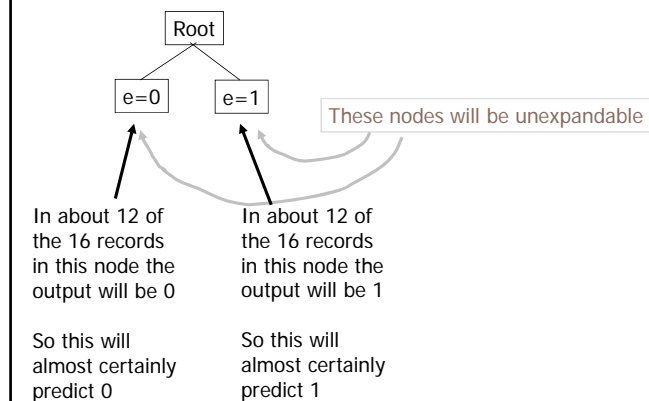 Root
e=0
e=1
These nodes will be unexpandable
In about 12 of
the 16 records
in this node the
output will be 0
So this will
almost certainly
predict 0
In about 12 of
the 16 records
in this node the
output will be 1
So this will
almost certainly
predict 1